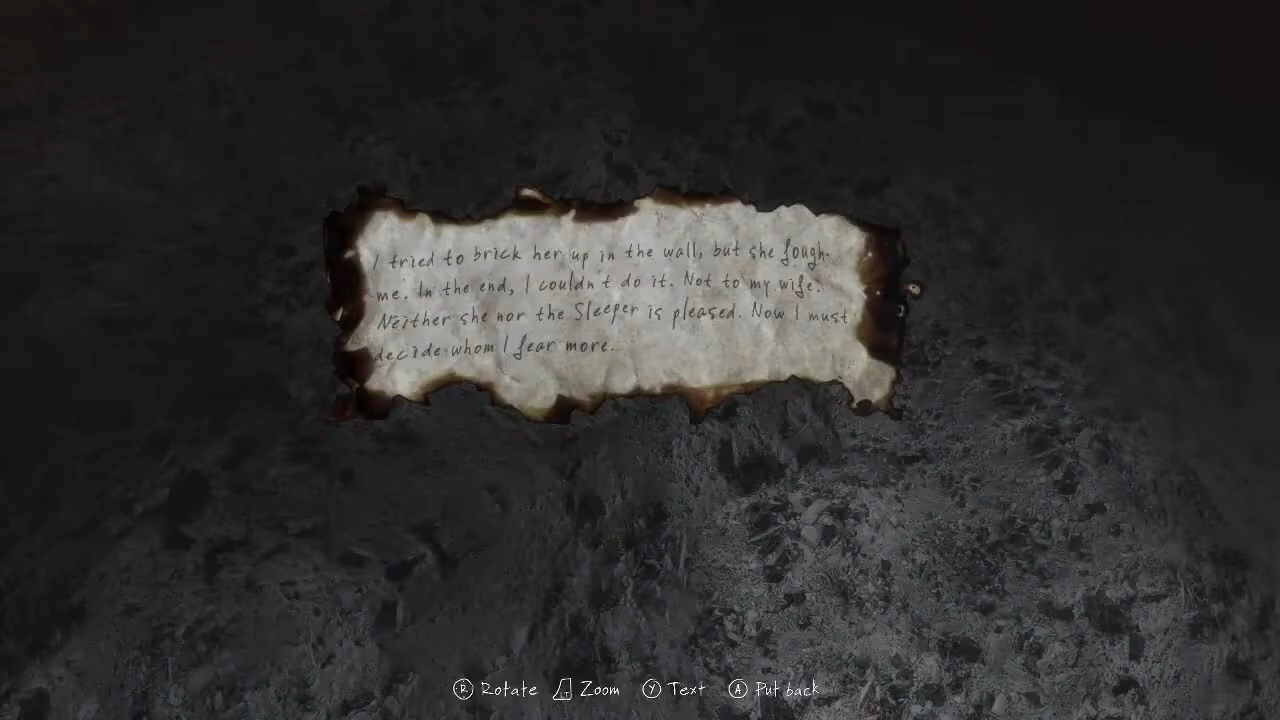 I tried to brick her up in the wall, but she fough-
me. In the end, I couldn't do it. Not to my wife.
Neither she nor the Sleeper is pleased. Now I must
decide whom I fear more.
R Rotate Zoom Y Text A Put back